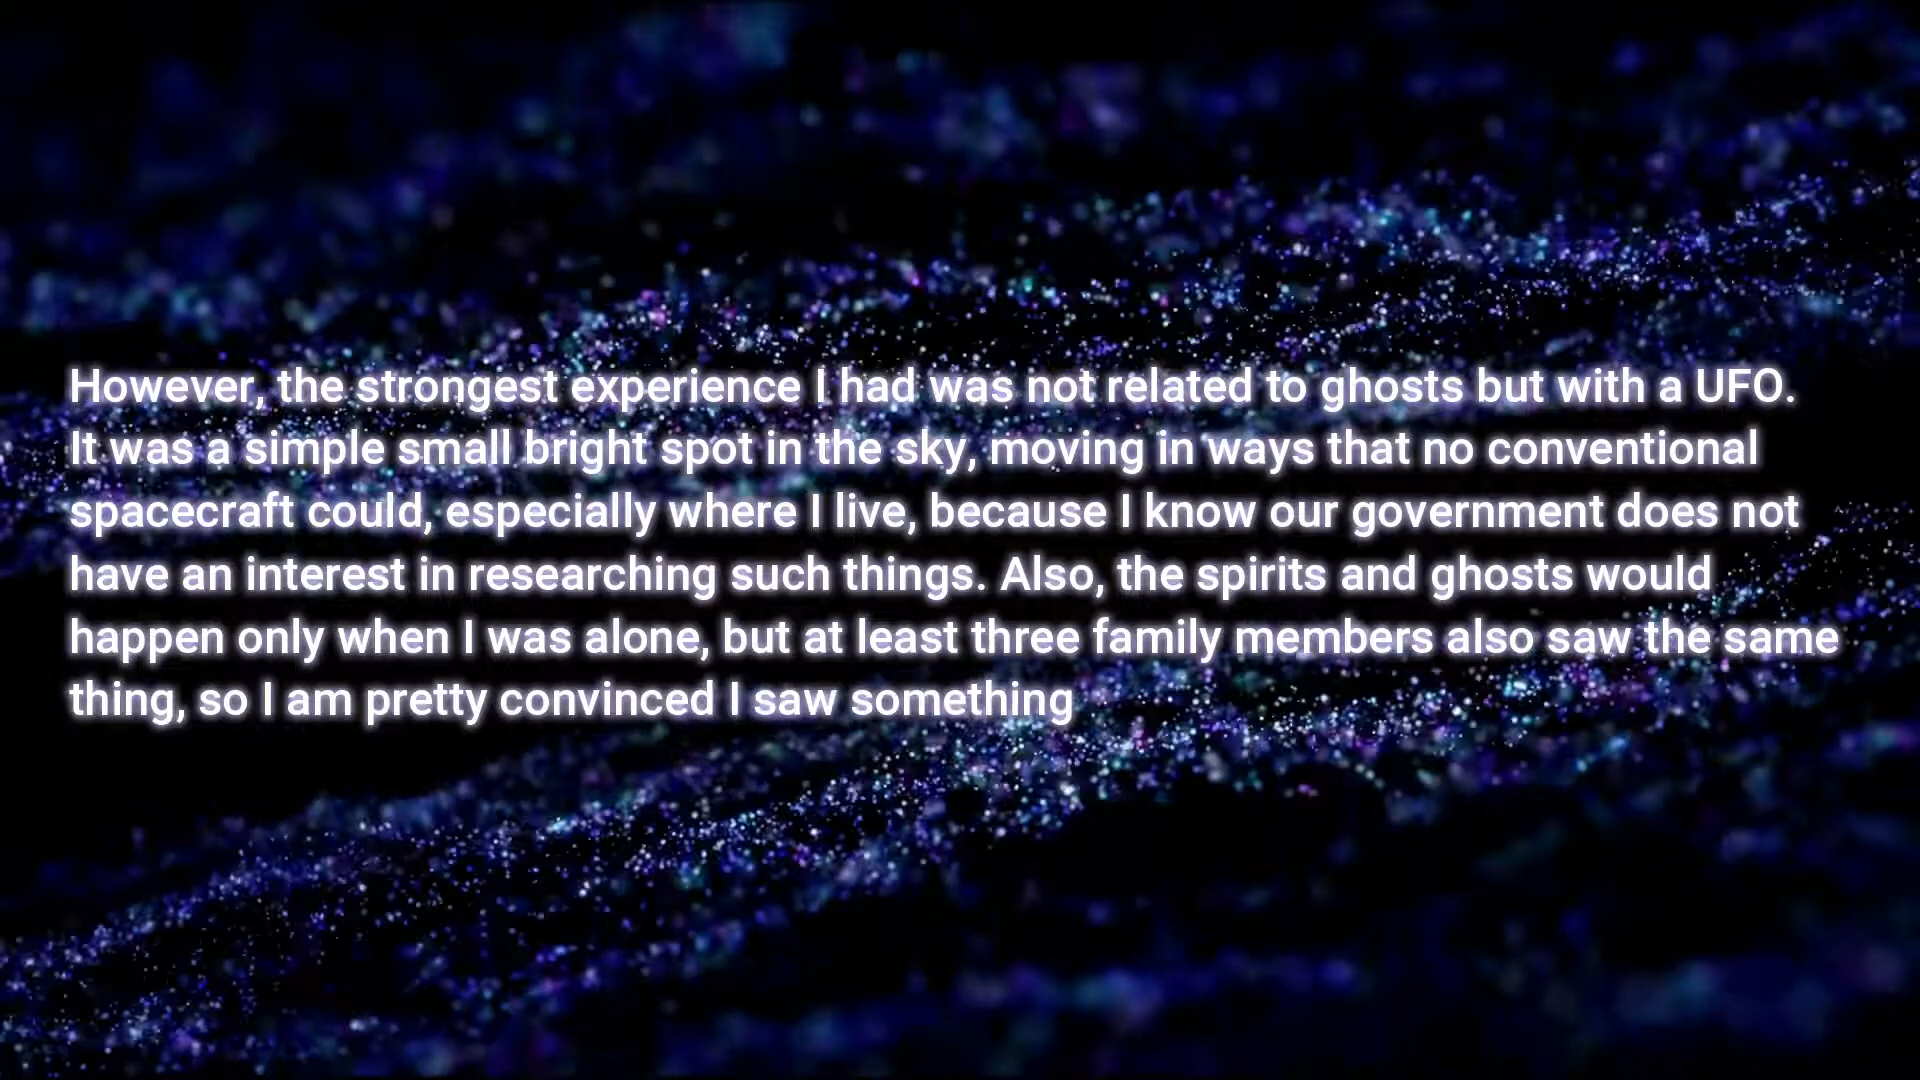 However, the strongest experience I had was not related to ghosts but with a UFO.
It was a simple small bright spot in the sky, moving in ways that no conventional
spacecraft could, especially where I live, because I know our government does not
have an interest in researching such things. Also, the spirits and ghosts would
happen only when I was alone, but at least three family members also saw the same
thing, so I am pretty convinced I saw something